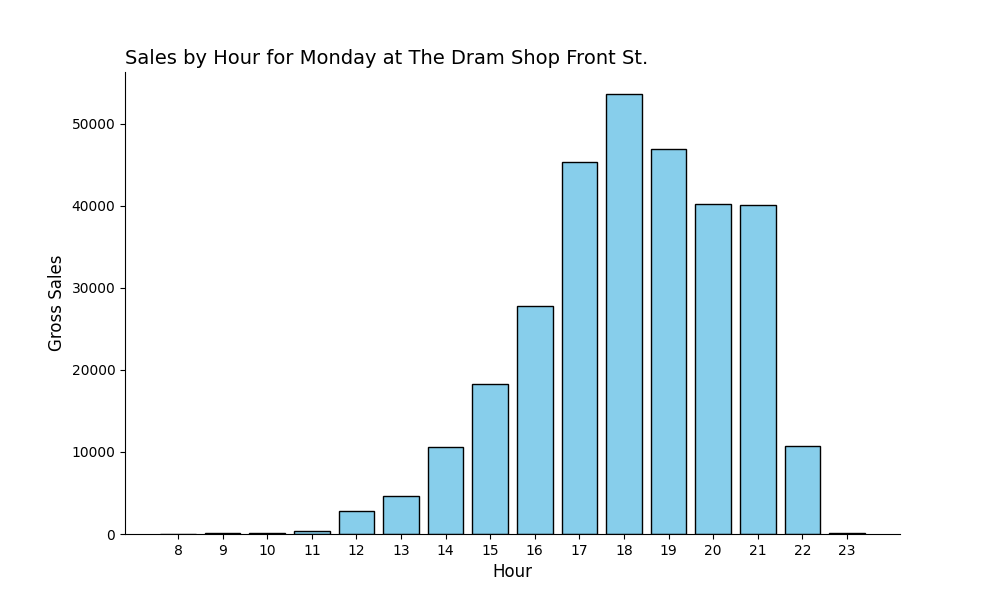 Sales by Hour for Monday at The Dram Shop Front St.
Gross Sales
50000
40000
30000
20000
10000
0
8 9 10 11 12 13 14 15 16 17 18 19 20 21 22 23
Hour